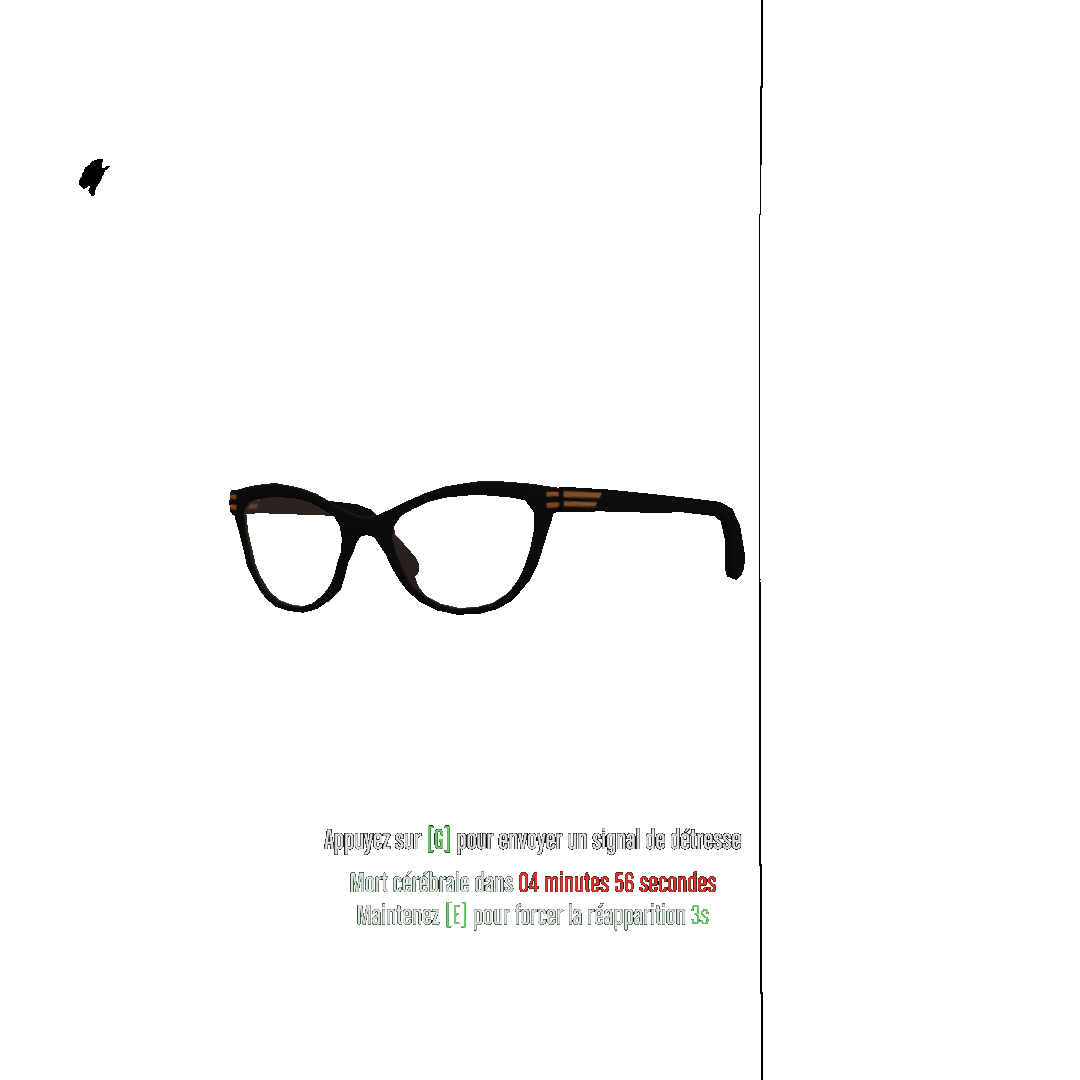 Appuyez sur [G] pour envoyer un signal de détresse
Mort cérébrale dans 04 minutes 56 secondes
Maintenez [E] pour forcer la réapparition 3s